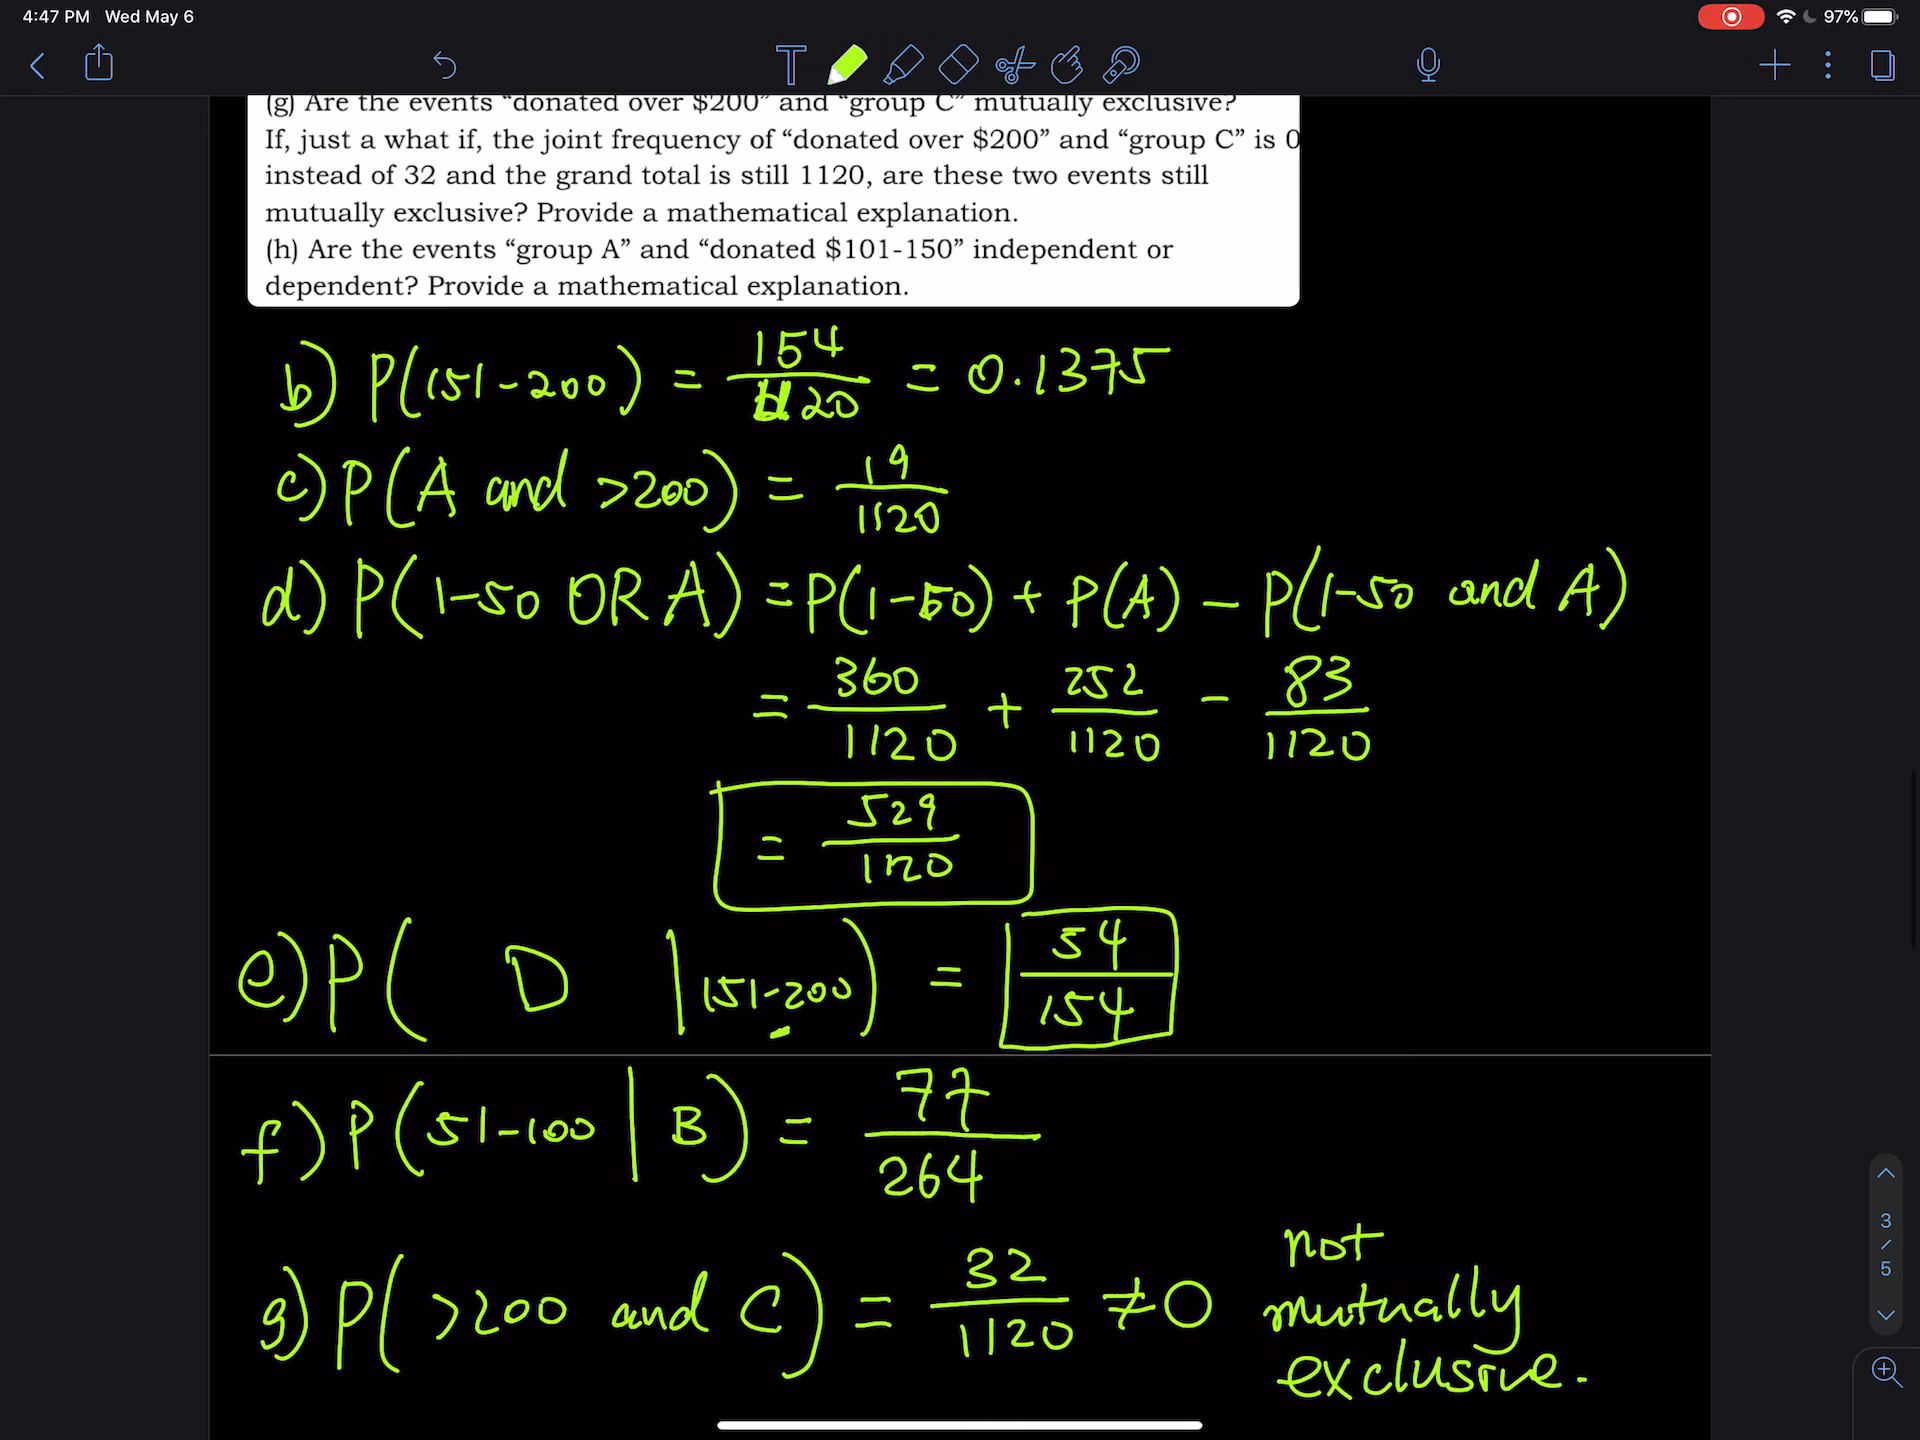 4:47 PM Wed May 6
97%
T
(g) Are the events “donated over $200” and “group C” mutually exclusive?
If, just a what if, the joint frequency of “donated over $200” and “group C” is 0
instead of 32 and the grand total is still 1120, are these two events still
mutually exclusive? Provide a mathematical explanation.
(h) Are the events “group A” and “donated $101-150” independent or
dependent? Provide a mathematical explanation.
b) P(151-200) = 154/1120 = 0.1375
c) P(A and >200) = 19/1120
d) P(1-50 OR A) = P(1-50) + P(A) - P(1-50 and A)
= 360/1120 + 252/1120 - 83/1120
= 529/1120
e) P( D | 151-200) = 54/154
f) P(51-100 | B) = 77/264
g) P( >200 and C) = 32/1120 ≠ 0 not mutually exclusive.
3
/
5